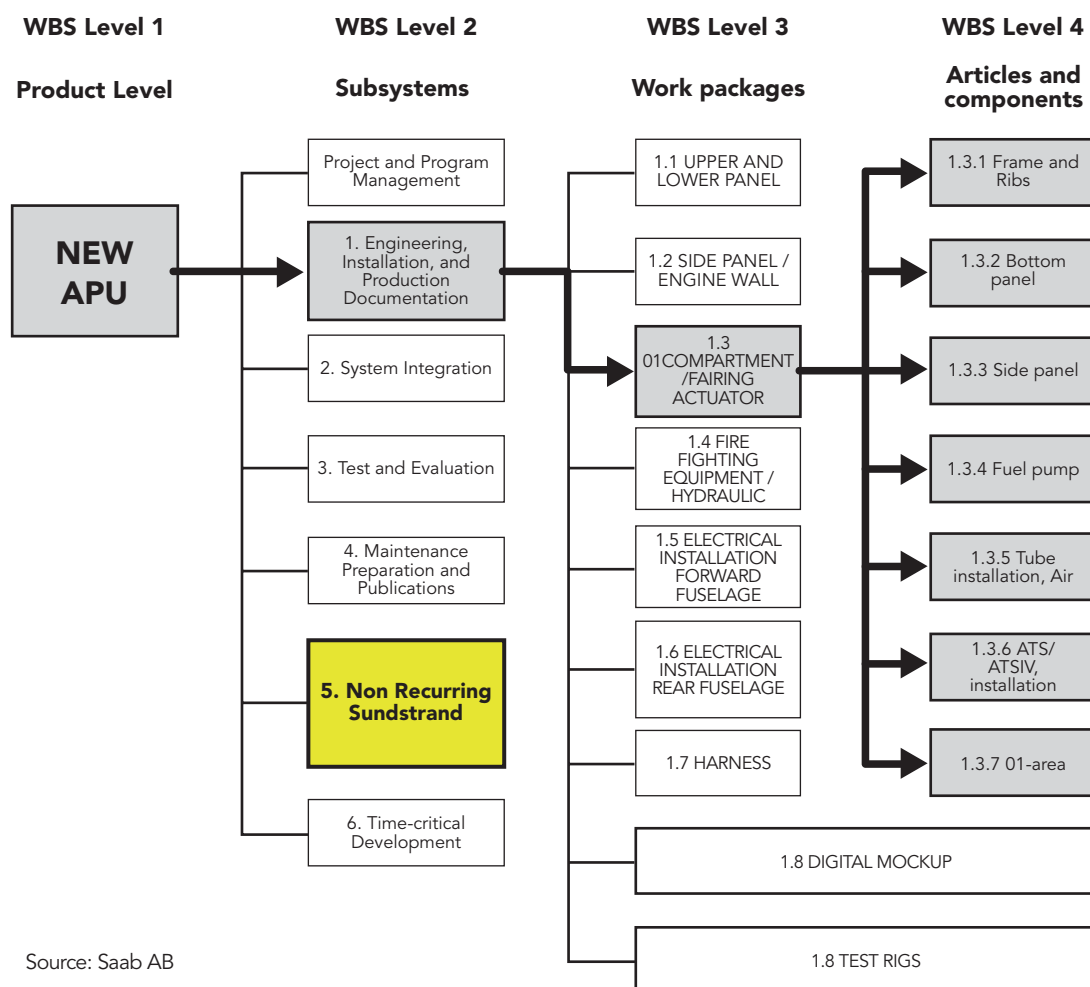 WBS Level 1
WBS Level 2
WBS Level 3
WBS Level 4
Product Level
Subsystems
Work packages
Articles and
components
NEW
APU
Project and Program
Management
1. Engineering,
Installation, and
Production
Documentation
2. System Integration
3. Test and Evaluation
4. Maintenance
Preparation and
Publications
5. Non Recurring
Sundstrand
6. Time-critical
Development
1.1 UPPER AND
LOWER PANEL
1.2 SIDE PANEL /
ENGINE WALL
1.3
01COMPARTMENT
/FAIRING
ACTUATOR
1.4 FIRE
FIGHTING
EQUIPMENT /
HYDRAULIC
1.5 ELECTRICAL
INSTALLATION
FORWARD
FUSELAGE
1.6 ELECTRICAL
INSTALLATION
REAR FUSELAGE
1.7 HARNESS
1.8 DIGITAL MOCKUP
1.8 TEST RIGS
1.3.1 Frame and
Ribs
1.3.2 Bottom
panel
1.3.3 Side panel
1.3.4 Fuel pump
1.3.5 Tube
installation, Air
1.3.6 ATS/
ATSIV,
installation
1.3.7 01-area
Source: Saab AB